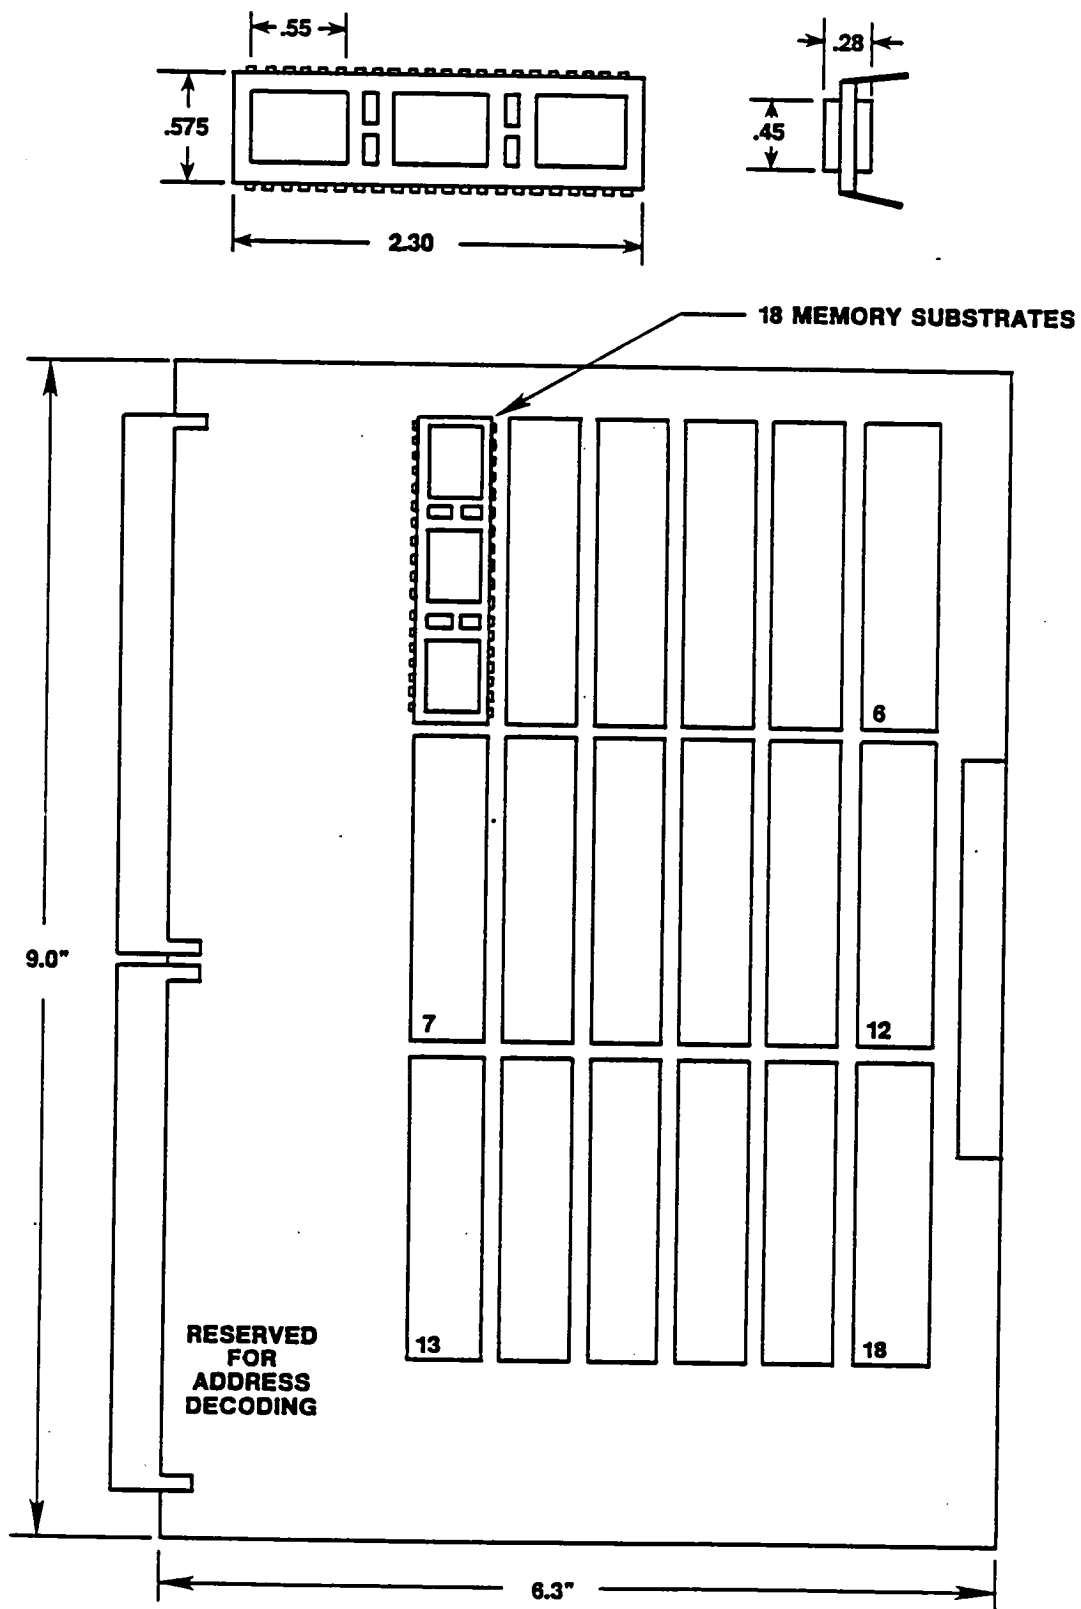 .55
.28
.575
.45
2.30
18 MEMORY SUBSTRATES
6
9.0"
7
12
13
18
RESERVED
FOR
ADDRESS
DECODING
6.3"